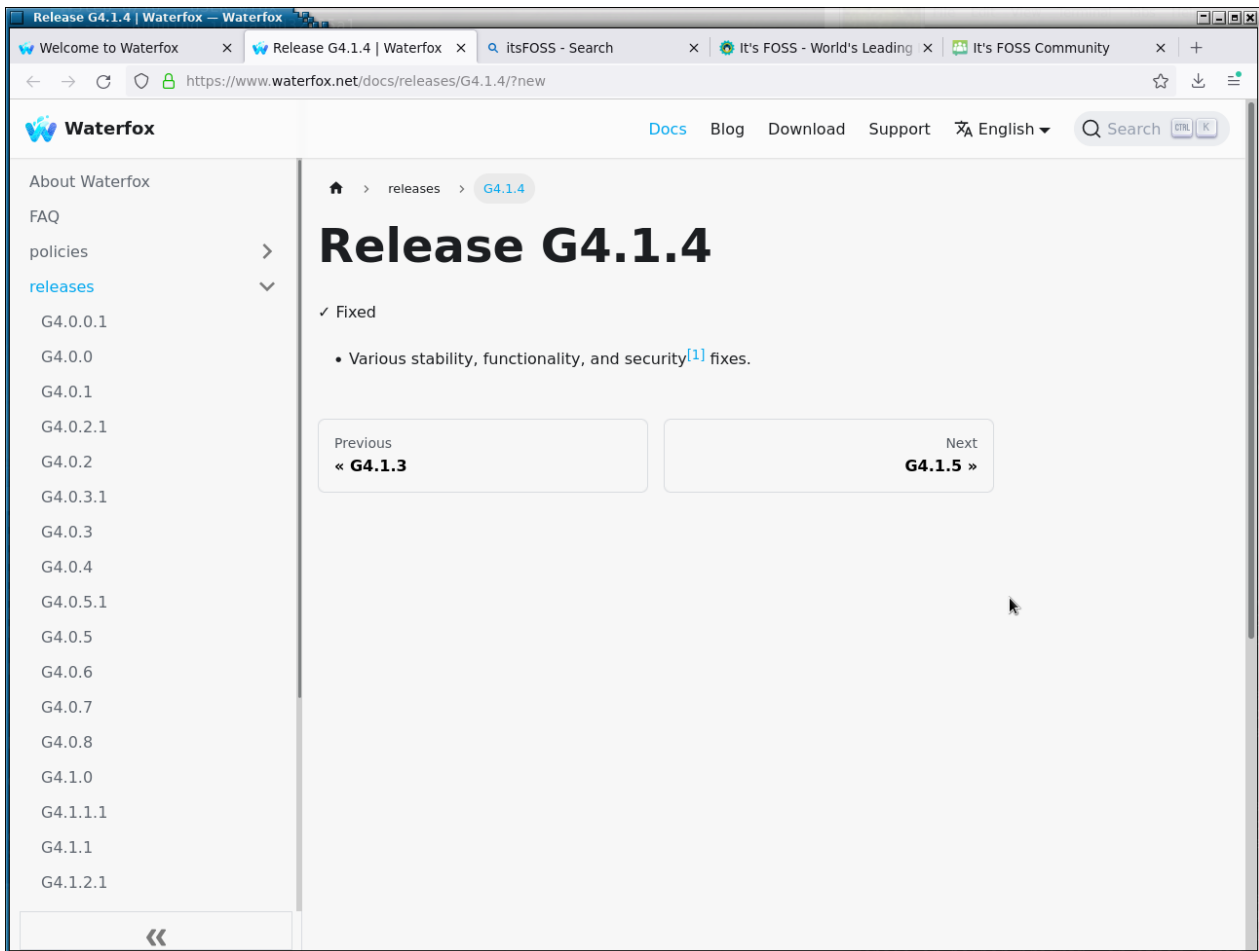 Release G4.1.4 | Waterfox — Waterfox
Welcome to Waterfox
Release G4.1.4 | Waterfox
itsFOSS - Search
It's FOSS - World's Leading
It's FOSS Community
https://www.waterfox.net/docs/releases/G4.1.4/?new
Waterfox
Docs Blog Download Support English Search CTRL K
About Waterfox
FAQ
policies
releases
G4.0.0.1
G4.0.0
G4.0.1
G4.0.2.1
G4.0.2
G4.0.3.1
G4.0.3
G4.0.4
G4.0.5.1
G4.0.5
G4.0.6
G4.0.7
G4.0.8
G4.1.0
G4.1.1.1
G4.1.1
G4.1.2.1
releases G4.1.4
Release G4.1.4
✓ Fixed
• Various stability, functionality, and security[1] fixes.
Previous
« G4.1.3
Next
G4.1.5 »